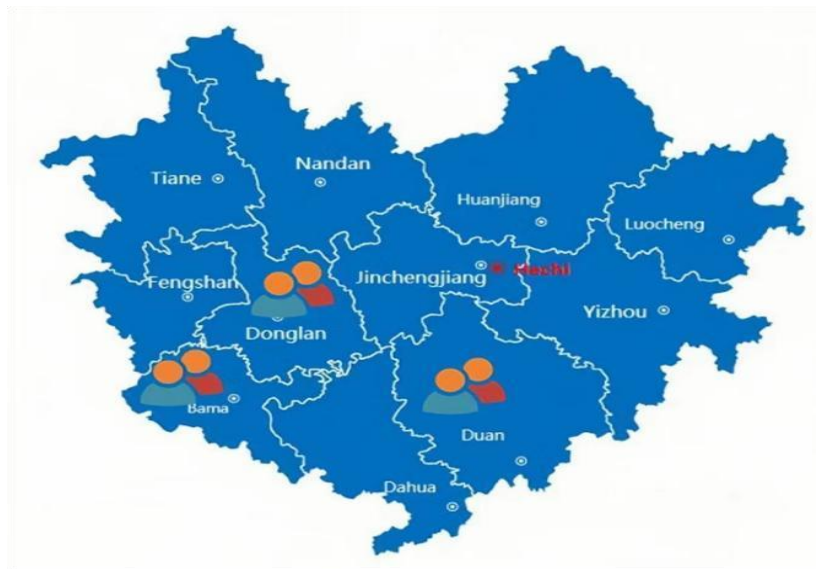 Nandan
Tiane
Huanjiang
Luocheng
Hechi
Jinchengjiang
Fengshan
Yizhou
Donglan
Bama
Duan
Dahua